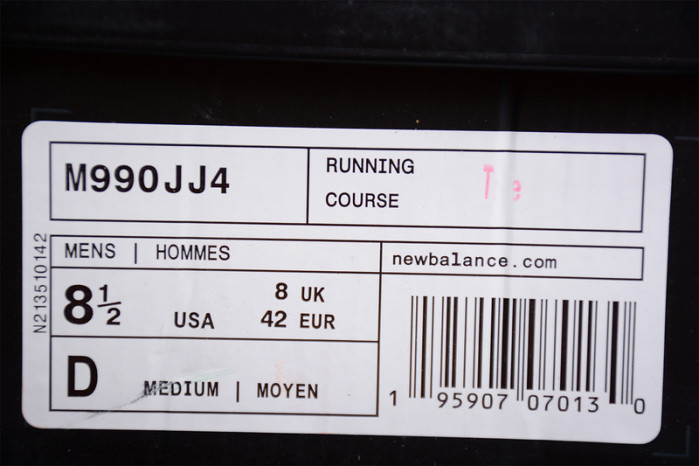 M990JJ4
RUNNING
COURSE
N213510142
MENS | HOMMES
newbalance.com
8½ USA
8 UK
42 EUR
D MEDIUM | MOYEN
1 95907 07013 0